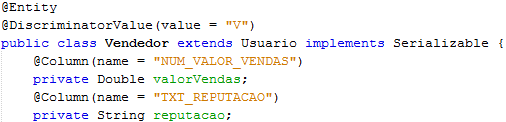 @Entity
@DiscriminatorValue(value = "V")
public class Vendedor extends Usuario implements Serializable {
    @Column(name = "NUM_VALOR_VENDAS")
    private Double valorVendas;
    @Column(name = "TXT_REPUTACAO")
    private String reputacao;